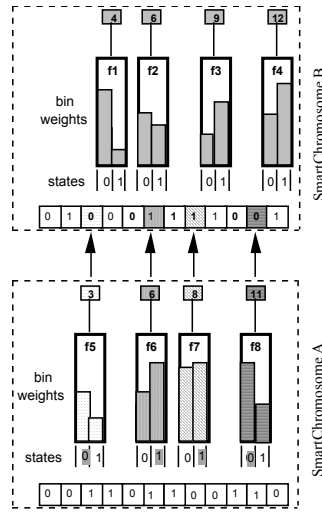 4 6 9 12
f1 f2 f3 f4
bin
weights
states 0 1 0 1 0 1 0 1
0 1 0 0 0 1 1 1 0 0 1
SmartChromosome B
3 6 8 11
f5 f6 f7 f8
bin
weights
states 0 1 0 1 0 1 0 1
0 0 1 1 0 1 0 0 1 1 0
SmartChromosome A